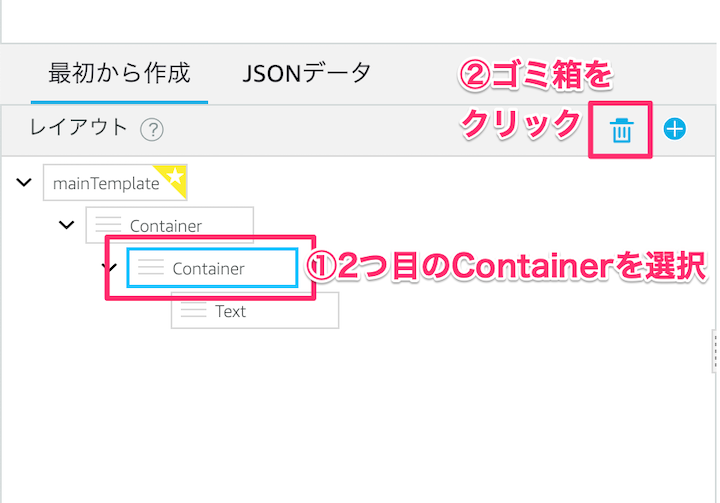 最初から作成
JSONデータ
②ゴミ箱を
クリック
レイアウト ?
mainTemplate
Container
Container
①2つ目のContainerを選択
Text